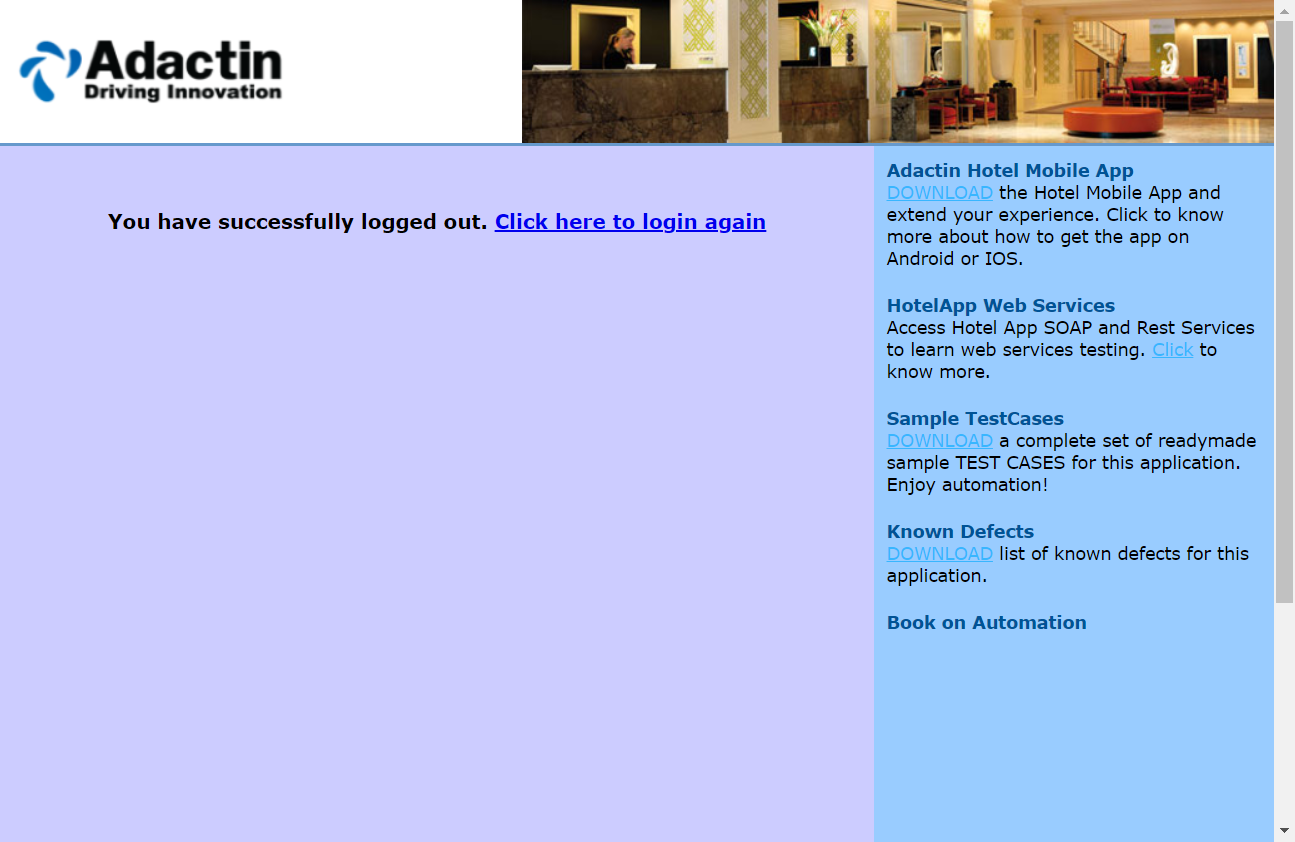 Adactin
Driving Innovation
You have successfully logged out. Click here to login again
Adactin Hotel Mobile App
DOWNLOAD the Hotel Mobile App and
extend your experience. Click to know
more about how to get the app on
Android or IOS.
HotelApp Web Services
Access Hotel App SOAP and Rest Services
to learn web services testing. Click to
know more.
Sample TestCases
DOWNLOAD a complete set of readymade
sample TEST CASES for this application.
Enjoy automation!
Known Defects
DOWNLOAD list of known defects for this
application.
Book on Automation